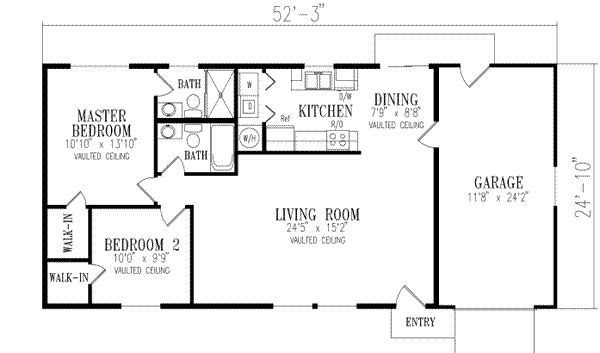 52'-3"
BATH
W
D
W/H
KITCHEN
D/W
Ref
R/O
DINING
7'9" x 8'8"
VAULTED CEILING
MASTER
BEDROOM
10'10" x 13'10"
VAULTED CEILING
BATH
GARAGE
11'8" x 24'2"
24'-10"
LIVING ROOM
24'5" x 15'2"
VAULTED CEILING
WALK-IN
BEDROOM 2
10'0" x 9'9"
VAULTED CEILING
WALK-IN
ENTRY